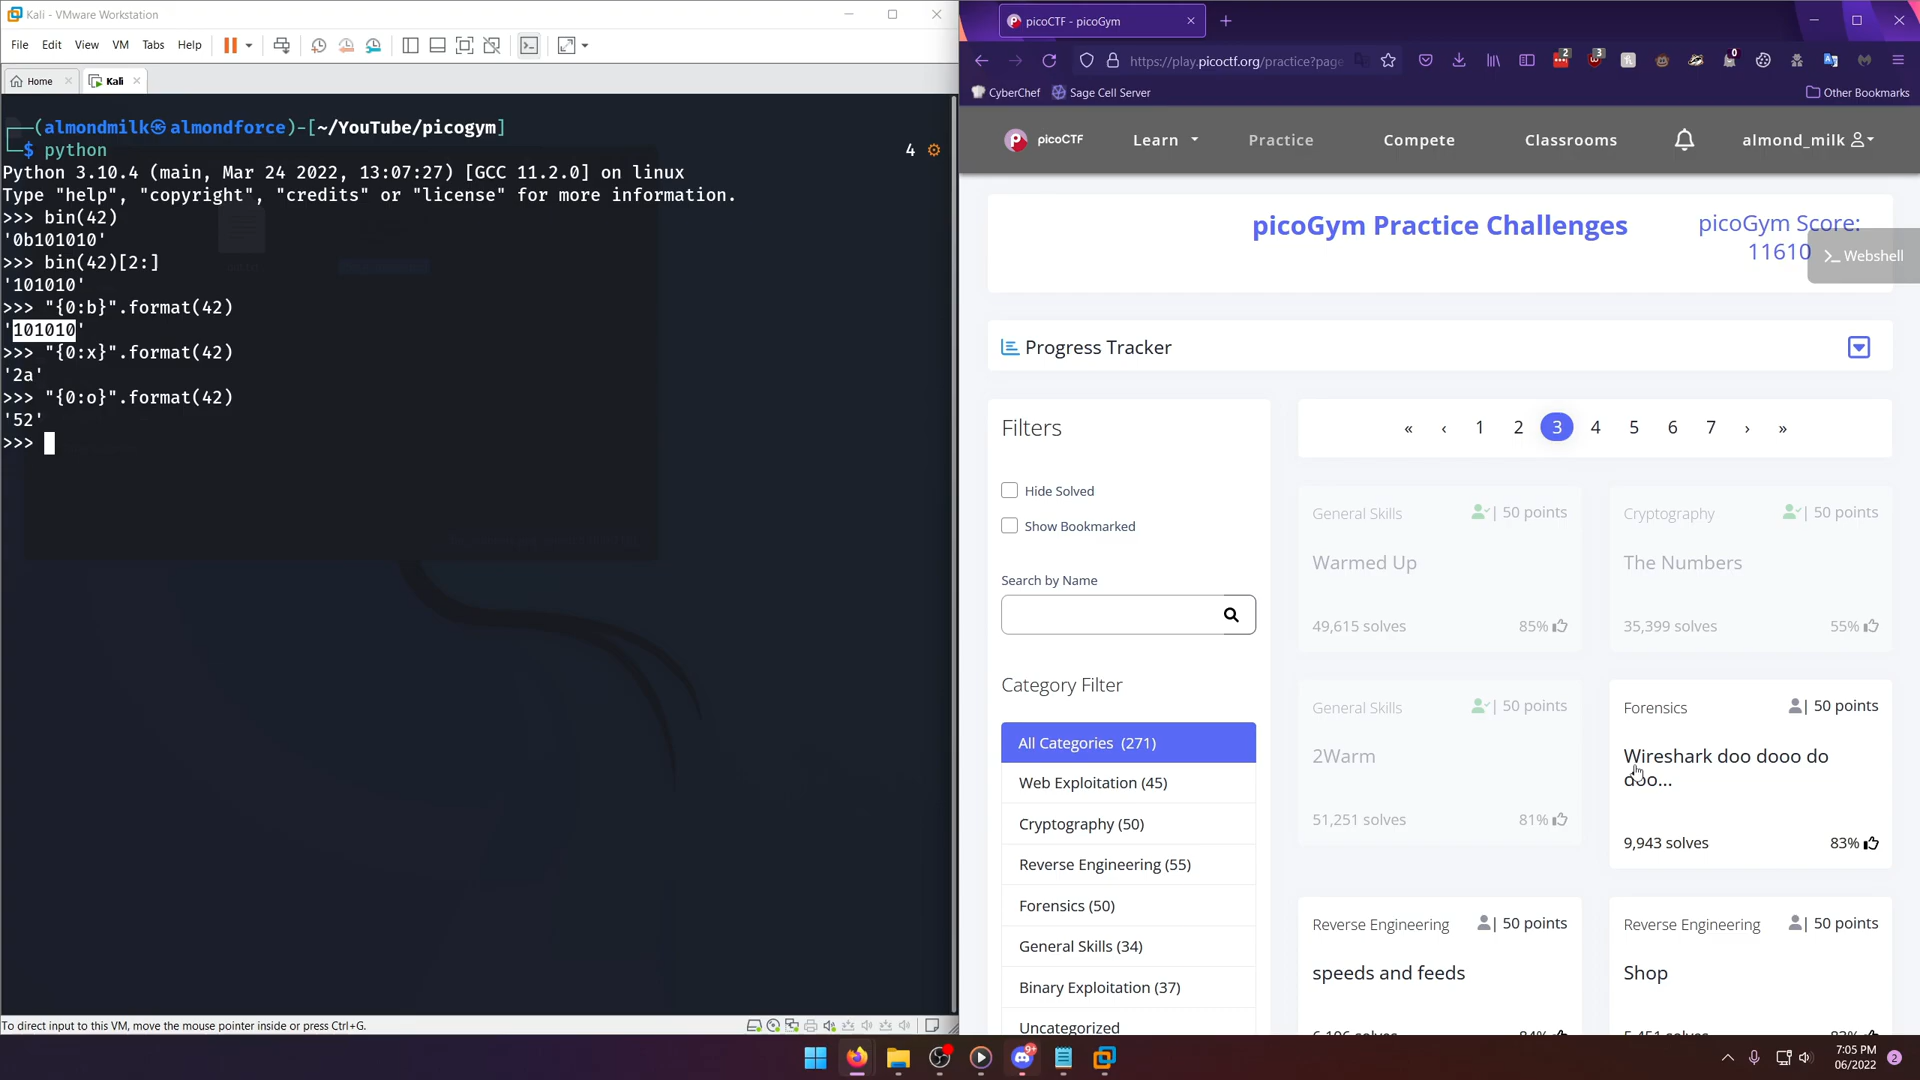 Kali - VMware Workstation
File Edit View VM Tabs Help
Home Kali
┌──(almondmilk㉿almondforce)-[~/YouTube/picogym]
└─$ python
4
Python 3.10.4 (main, Mar 24 2022, 13:07:27) [GCC 11.2.0] on linux
Type "help", "copyright", "credits" or "license" for more information.
>>> bin(42)
'0b101010'
>>> bin(42)[2:]
'101010'
>>> "{0:b}".format(42)
'101010'
>>> "{0:x}".format(42)
'2a'
>>> "{0:o}".format(42)
'52'
>>>
To direct input to this VM, move the mouse pointer inside or press Ctrl+G.
picoCTF - picoGym
https://play.picoctf.org/practice?page
2 3 0
CyberChef Sage Cell Server Other Bookmarks
picoCTF Learn Practice Compete Classrooms almond_milk
picoGym Practice Challenges
picoGym Score:
11610
>_ Webshell
Progress Tracker
Filters
Hide Solved
Show Bookmarked
Search by Name
Category Filter
All Categories (271)
Web Exploitation (45)
Cryptography (50)
Reverse Engineering (55)
Forensics (50)
General Skills (34)
Binary Exploitation (37)
Uncategorized
« ‹ 1 2 3 4 5 6 7 › »
General Skills | 50 points
Warmed Up
49,615 solves 85%
Cryptography | 50 points
The Numbers
35,399 solves 55%
General Skills | 50 points
2Warm
51,251 solves 81%
Forensics | 50 points
Wireshark doo dooo do
doo...
9,943 solves 83%
Reverse Engineering | 50 points
speeds and feeds
Reverse Engineering | 50 points
Shop
9+
7:05 PM
06/2022
2